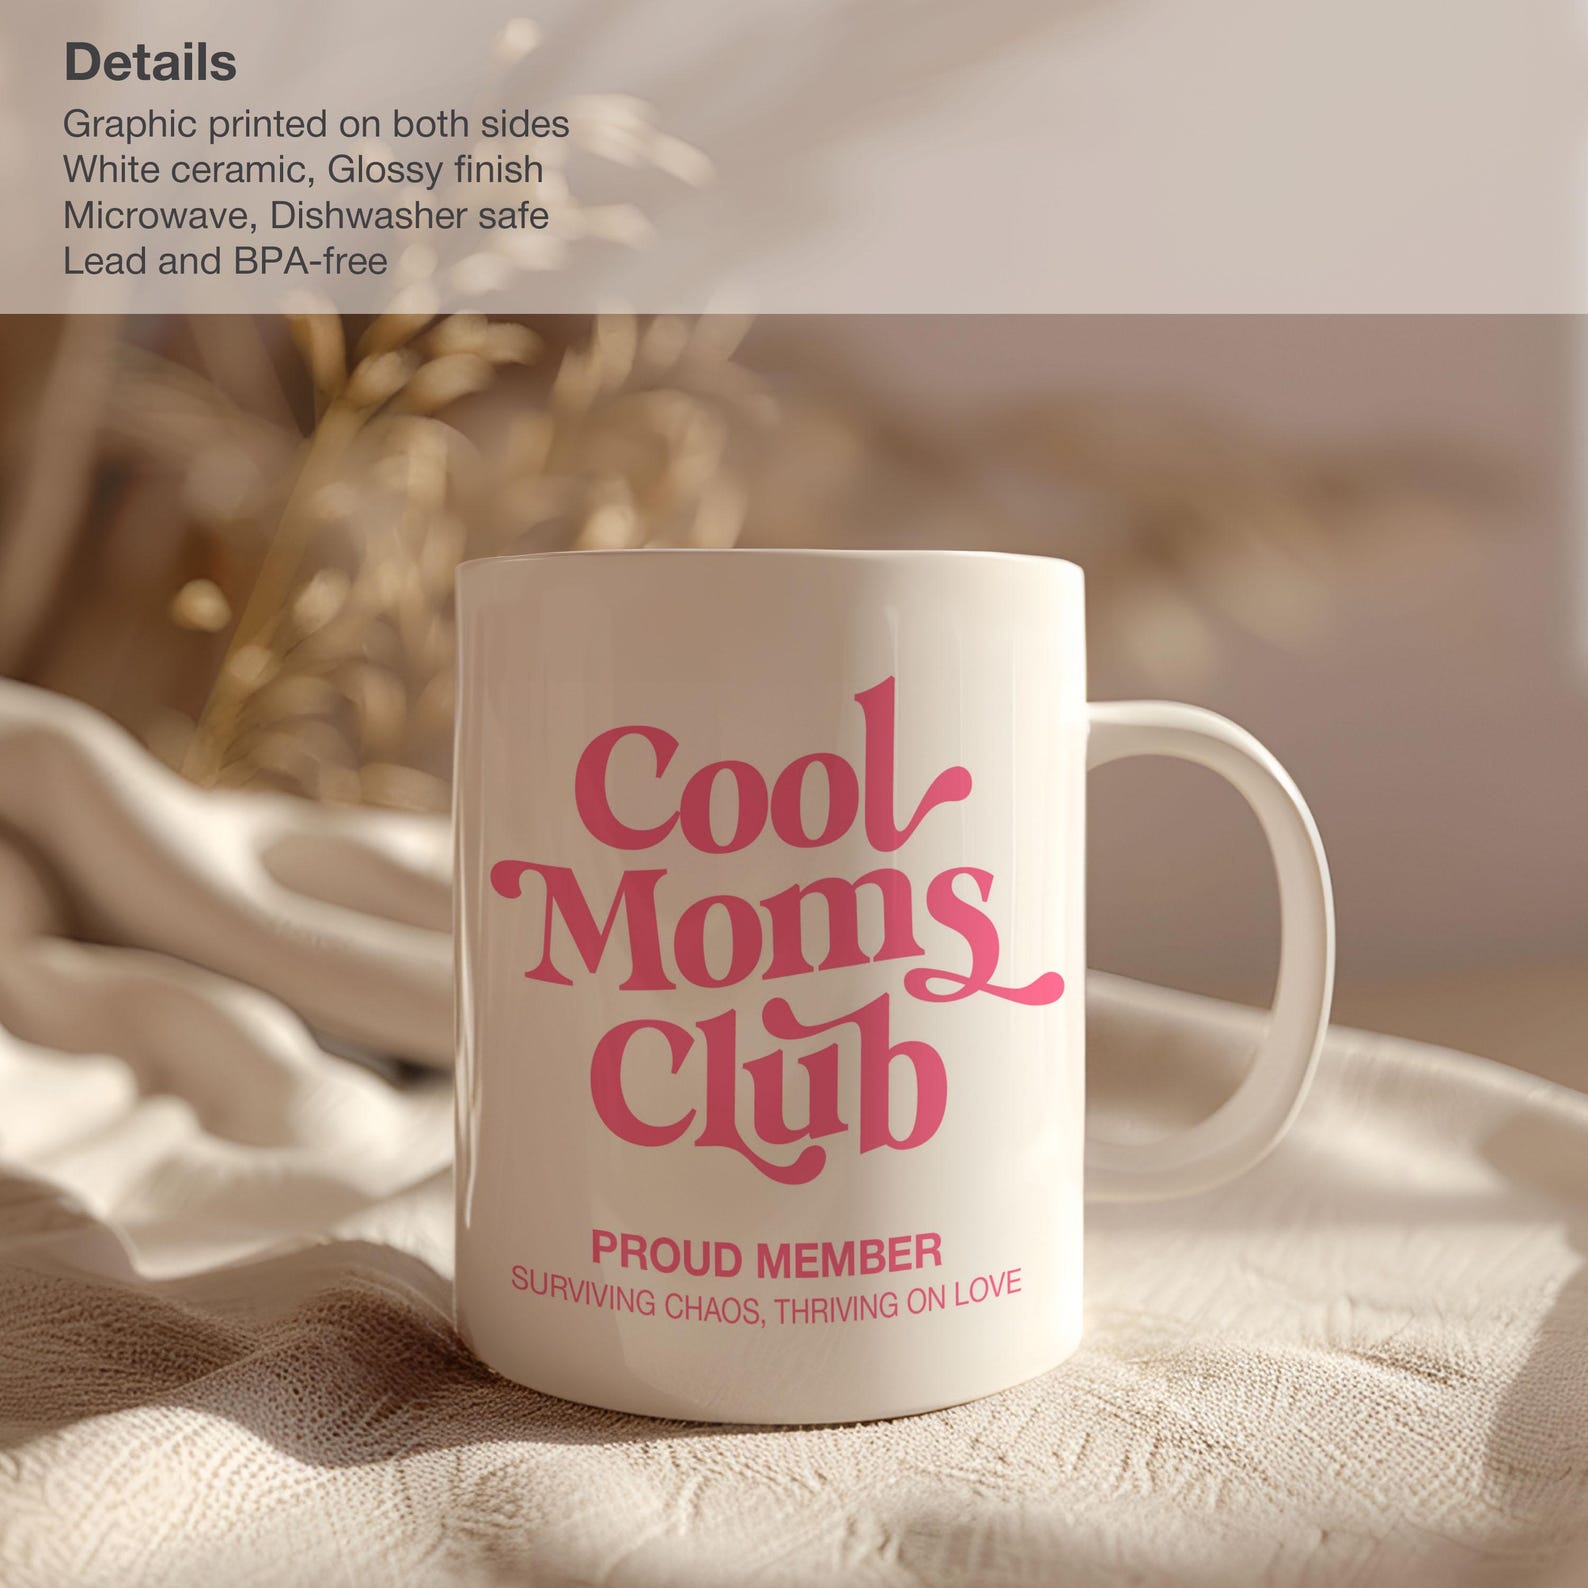 Details
Graphic printed on both sides
White ceramic, Glossy finish
Microwave, Dishwasher safe
Lead and BPA-free
Cool
Moms
Club
PROUD MEMBER
SURVIVING CHAOS, THRIVING ON LOVE